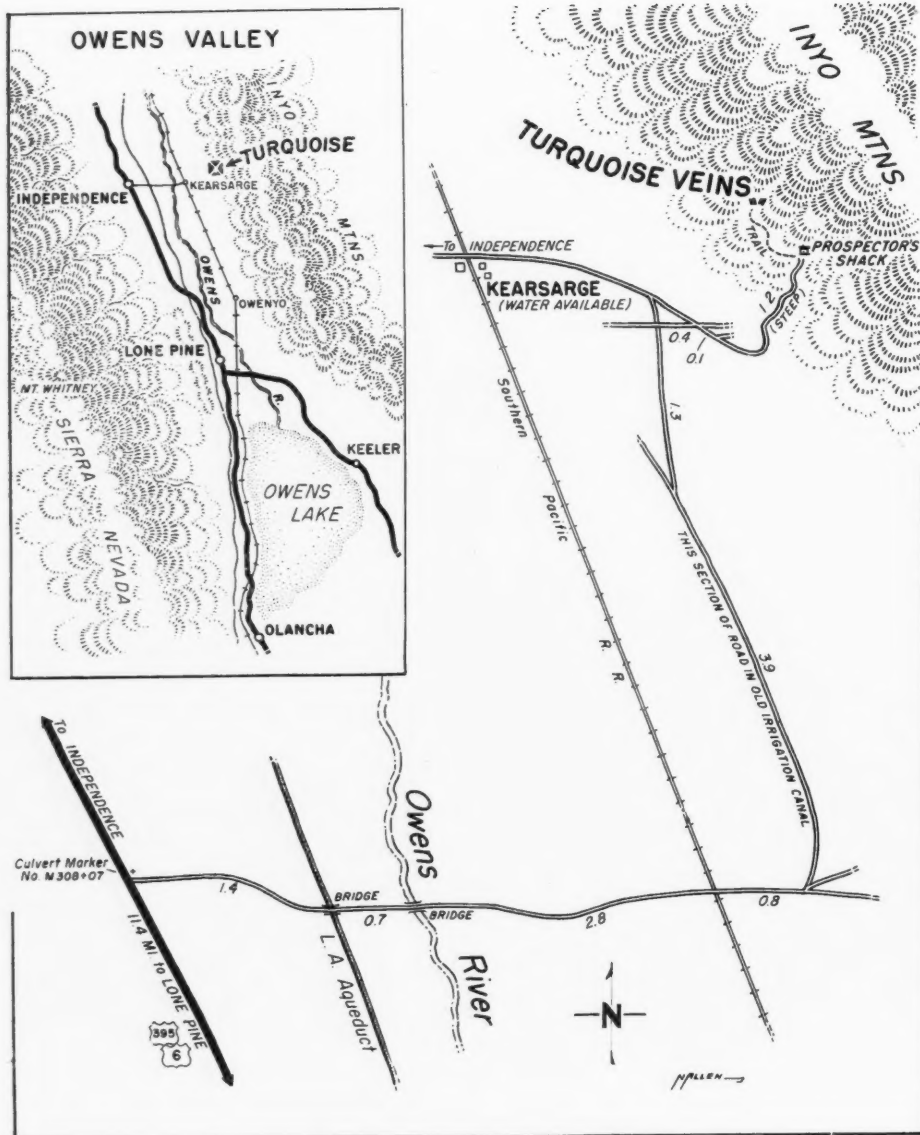 OWENS VALLEY
INYO
MTNS
TURQUOISE
KEARSARGE
INDEPENDENCE
OWENS
R.
OWENYO
LONE PINE
MT. WHITNEY
SIERRA
NEVADA
KEELER
OWENS
LAKE
OLANCHA
INYO
MTNS.
TURQUOISE VEINS
TRAIL
PROSPECTOR'S
SHACK
1.2
(STEEP)
To INDEPENDENCE
KEARSARGE
(WATER AVAILABLE)
0.4
0.1
1.3
Southern
Pacific
R. R.
THIS SECTION OF ROAD IN OLD IRRIGATION CANAL
3.9
To INDEPENDENCE
Culvert Marker
No. M 308+07
11.4 MI. to LONE PINE
395
6
1.4
BRIDGE
0.7
BRIDGE
2.8
0.8
L. A. Aqueduct
Owens
River
N
NALLEN